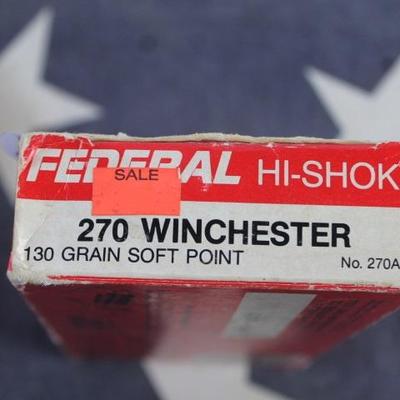 FEDERAL HI-SHOK
SALE
270 WINCHESTER
130 GRAIN SOFT POINT No. 270A